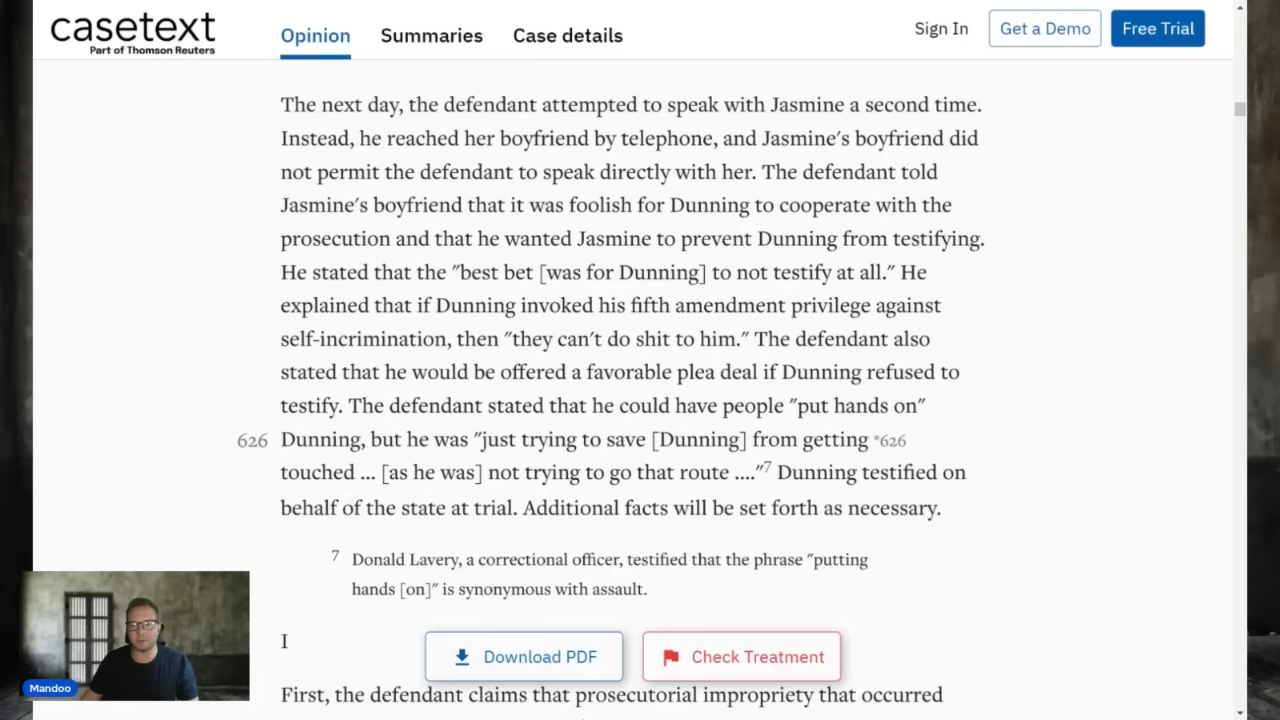 casetext
Part of Thomson Reuters
Opinion Summaries Case details
Sign In Get a Demo Free Trial
The next day, the defendant attempted to speak with Jasmine a second time.
Instead, he reached her boyfriend by telephone, and Jasmine's boyfriend did
not permit the defendant to speak directly with her. The defendant told
Jasmine's boyfriend that it was foolish for Dunning to cooperate with the
prosecution and that he wanted Jasmine to prevent Dunning from testifying.
He stated that the "best bet [was for Dunning] to not testify at all." He
explained that if Dunning invoked his fifth amendment privilege against
self-incrimination, then "they can't do shit to him." The defendant also
stated that he would be offered a favorable plea deal if Dunning refused to
testify. The defendant stated that he could have people "put hands on"
626 Dunning, but he was "just trying to save [Dunning] from getting *626
touched ... [as he was] not trying to go that route ...."7 Dunning testified on
behalf of the state at trial. Additional facts will be set forth as necessary.
7 Donald Lavery, a correctional officer, testified that the phrase "putting
hands [on]" is synonymous with assault.
I
Download PDF Check Treatment
Mandoo
First, the defendant claims that prosecutorial impropriety that occurred